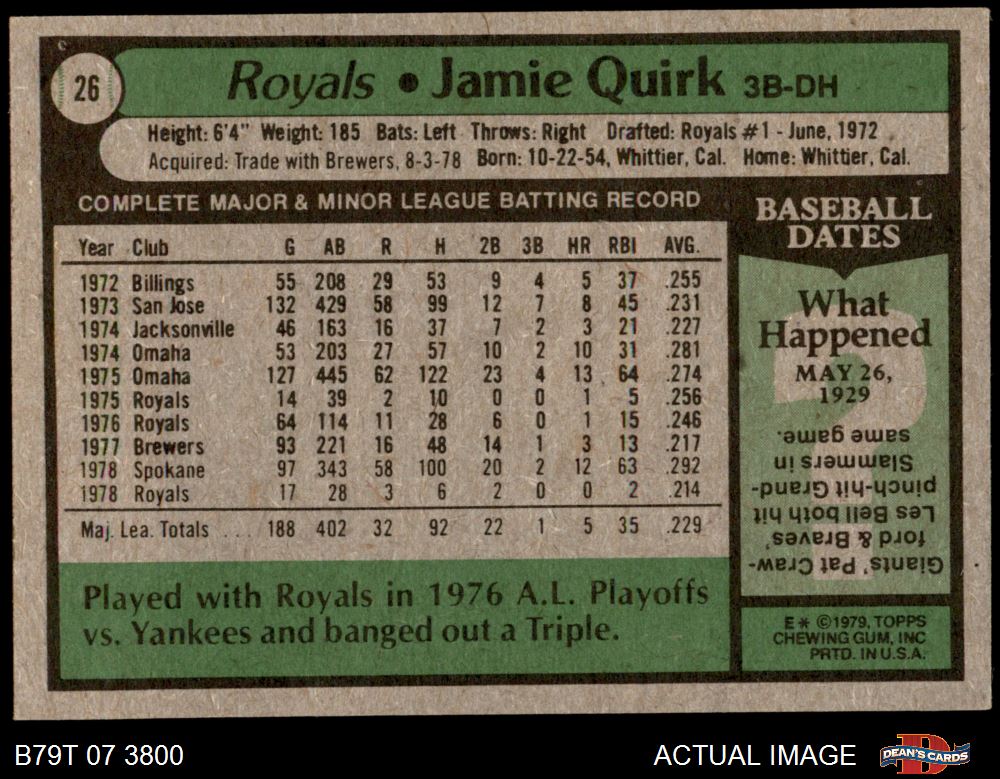 26
Royals • Jamie Quirk 3B-DH
Height: 6'4" Weight: 185 Bats: Left Throws: Right Drafted: Royals #1 - June, 1972
Acquired: Trade with Brewers, 8-3-78 Born: 10-22-54, Whittier, Cal. Home: Whittier, Cal.
COMPLETE MAJOR & MINOR LEAGUE BATTING RECORD
Year Club G AB R H 2B 3B HR RBI AVG.
1972 Billings 55 208 29 53 9 4 5 37 .255
1973 San Jose 132 429 58 99 12 7 8 45 .231
1974 Jacksonville 46 163 16 37 7 2 3 21 .227
1974 Omaha 53 203 27 57 10 2 10 31 .281
1975 Omaha 127 445 62 122 23 4 13 64 .274
1975 Royals 14 39 2 10 0 0 1 5 .256
1976 Royals 64 114 11 28 6 0 1 15 .246
1977 Brewers 93 221 16 48 14 1 3 13 .217
1978 Spokane 97 343 58 100 20 2 12 63 .292
1978 Royals 17 28 3 6 2 0 0 2 .214
Maj. Lea. Totals ... 188 402 32 92 22 1 5 35 .229
Played with Royals in 1976 A.L. Playoffs
vs. Yankees and banged out a Triple.
BASEBALL
DATES
What
Happened
MAY 26,
1929
?
Giants' Pat Craw-
ford & Braves'
Les Bell both hit
pinch-hit Grand-
Slammers in
same game.
E* ©1979, TOPPS
CHEWING GUM, INC
PRTD. IN U.S.A.
B79T 07 3800
ACTUAL IMAGE
D
DEAN'S CARDS